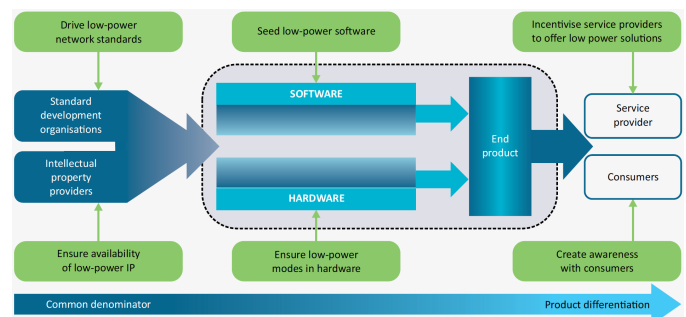 Drive low-power
network standards
Seed low-power software
Incentivise service providers
to offer low power solutions
Standard
development
organisations
Intellectual
property
providers
SOFTWARE
HARDWARE
End
product
Service
provider
Consumers
Ensure availability
of low-power IP
Ensure low-power
modes in hardware
Create awareness
with consumers
Common denominator
Product differentiation